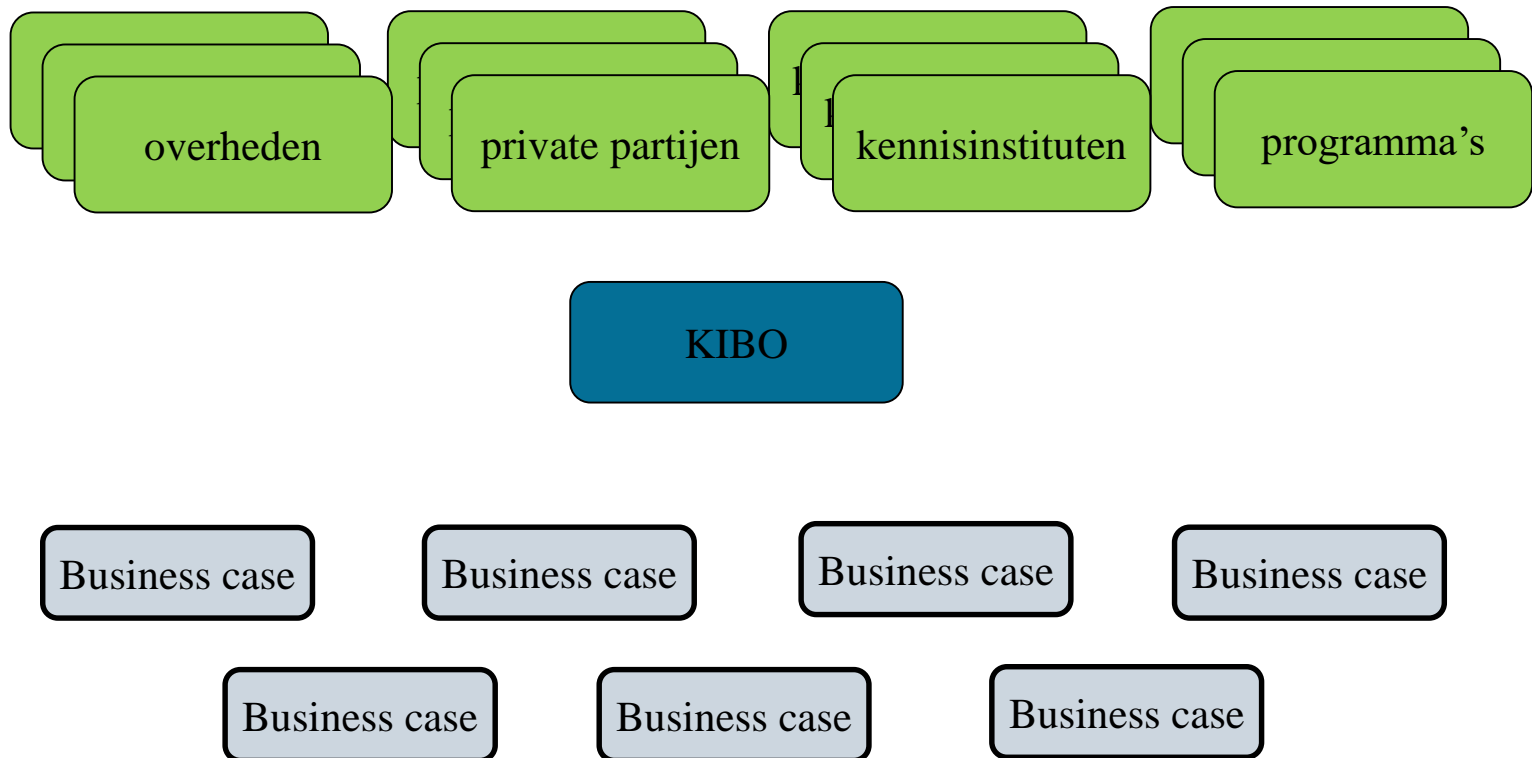 overheden
private partijen
kennisinstituten
programma's
KIBO
Business case
Business case
Business case
Business case
Business case
Business case
Business case